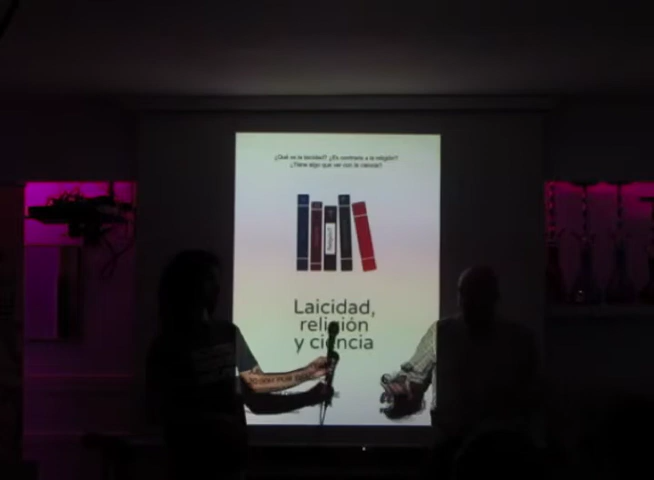 ¿Qué es la laicidad? ¿Es contraria a la religión?
¿Tiene algo que ver con la ciencia?
Laicidad,
religión
y ciencia